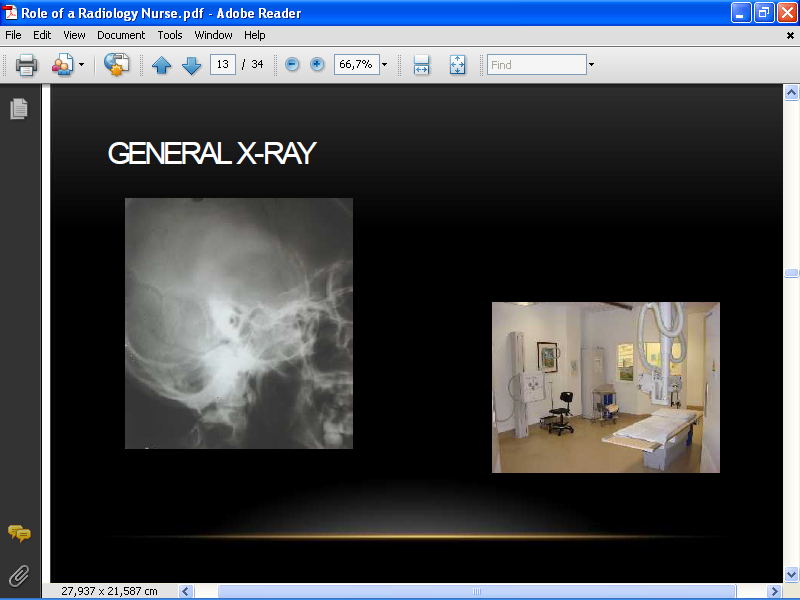 Role of a Radiology Nurse.pdf - Adobe Reader
File Edit View Document Tools Window Help
13 / 34 66,7% Find
GENERAL X-RAY
27,937 x 21,587 cm